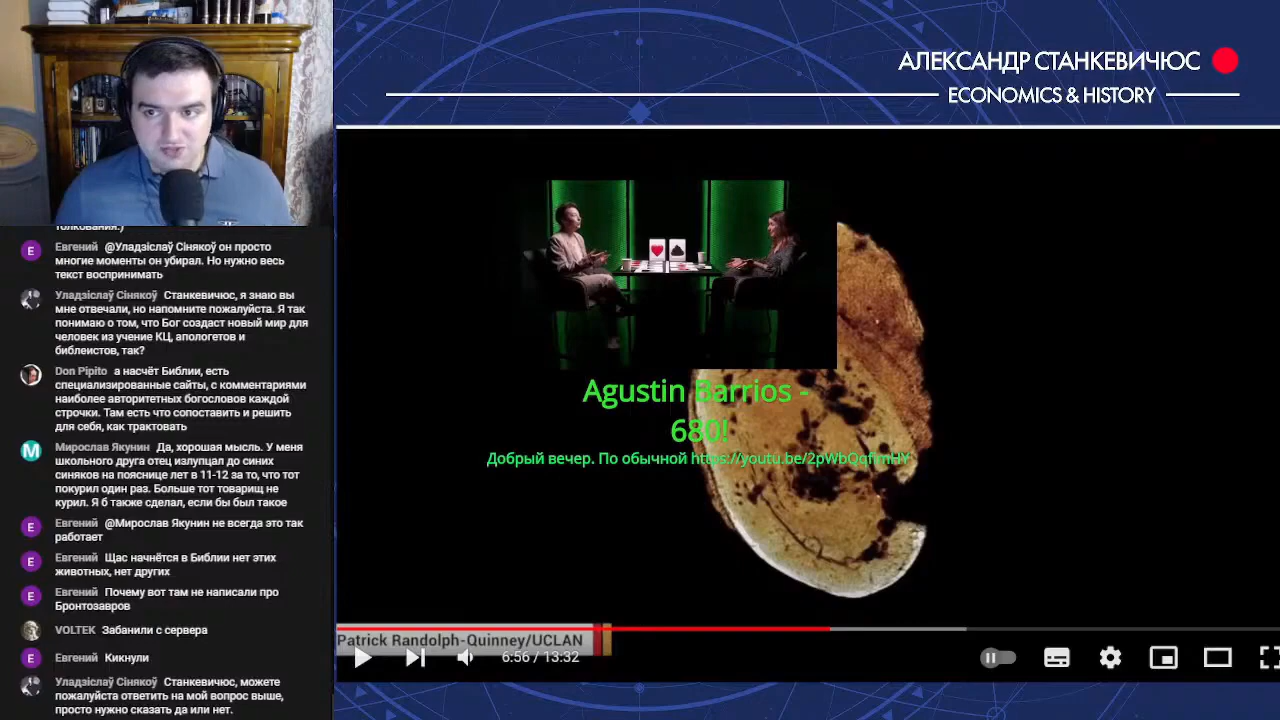 АЛЕКСАНДР СТАНКЕВИЧЮС
ECONOMICS & HISTORY
толкования.)
Е Евгений @Уладзіслаў Сінякоў он просто
многие моменты он убирал. Но нужно весь
текст воспринимать
Уладзіслаў Сінякоў Станкевичюс, я знаю вы
мне отвечали, но напомните пожалуйста. Я так
понимаю о том, что Бог создаст новый мир для
человек из учение КЦ, апологетов и
библеистов, так?
Don Pipito а насчёт Библии, есть
специализированные сайты, с комментариями
наиболее авторитетных богословов каждой
строчки. Там есть что сопоставить и решить
для себя, как трактовать
М Мирослав Якунин Да, хорошая мысль. У меня
школьного друга отец излупцал до синих
синяков на пояснице лет в 11-12 за то, что тот
покурил один раз. Больше тот товарищ не
курил. Я б также сделал, если бы был такое
Е Евгений @Мирослав Якунин не всегда это так
работает
Е Евгений Щас начнётся в Библии нет этих
животных, нет других
Е Евгений Почему вот там не написали про
Бронтозавров
VOLTEK Забанили с сервера
Е Евгений Кикнули
Уладзіслаў Сінякоў Станкевичюс, можете
пожалуйста ответить на мой вопрос выше,
просто нужно сказать да или нет.
Agustin Barrios -
680!
Добрый вечер. По обычной
Patrick Randolph-Quinney/UCLAN
6:56 / 13:32